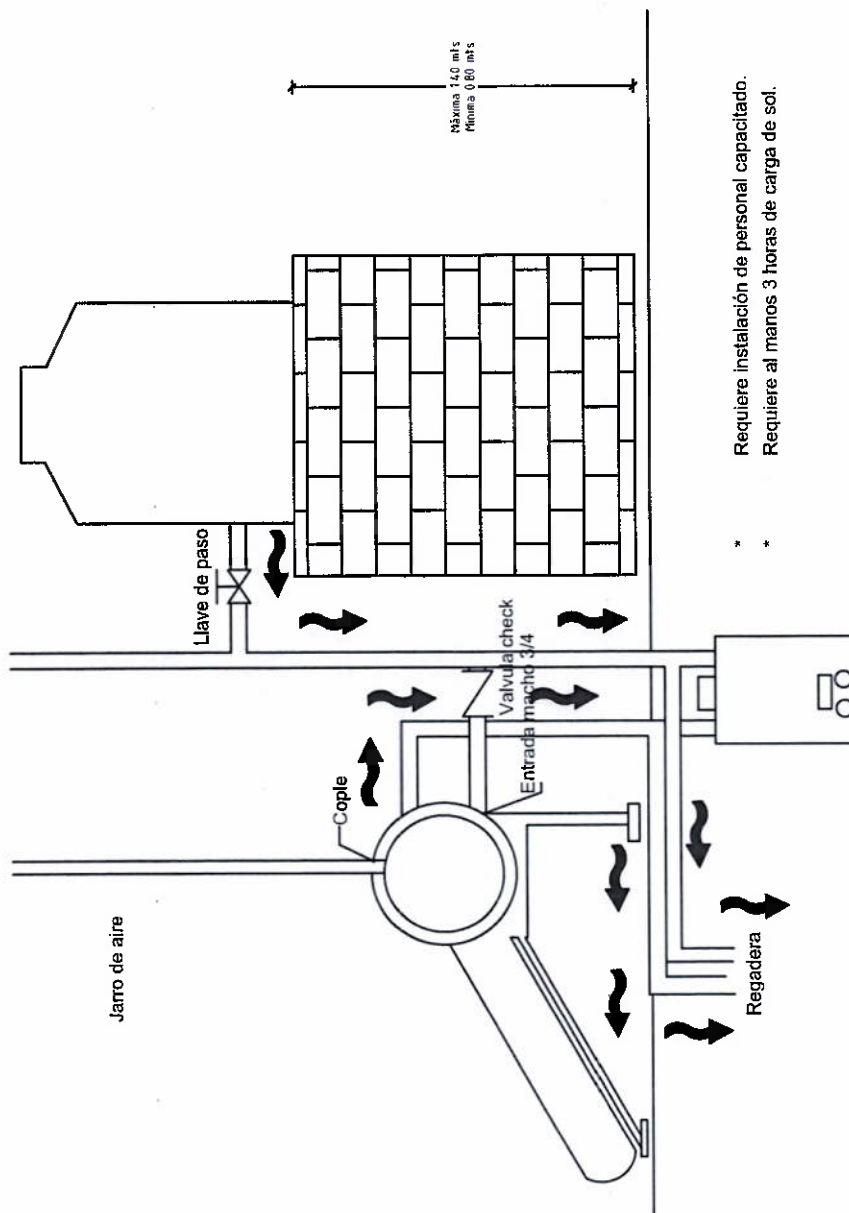 Jarro de aire
Cople
Llave de paso
Máxima 1.40 mts
Minima 0.80 mts
Valvula check
Entrada macho 3/4
Regadera
* Requiere instalación de personal capacitado.
* Requiere al manos 3 horas de carga de sol.